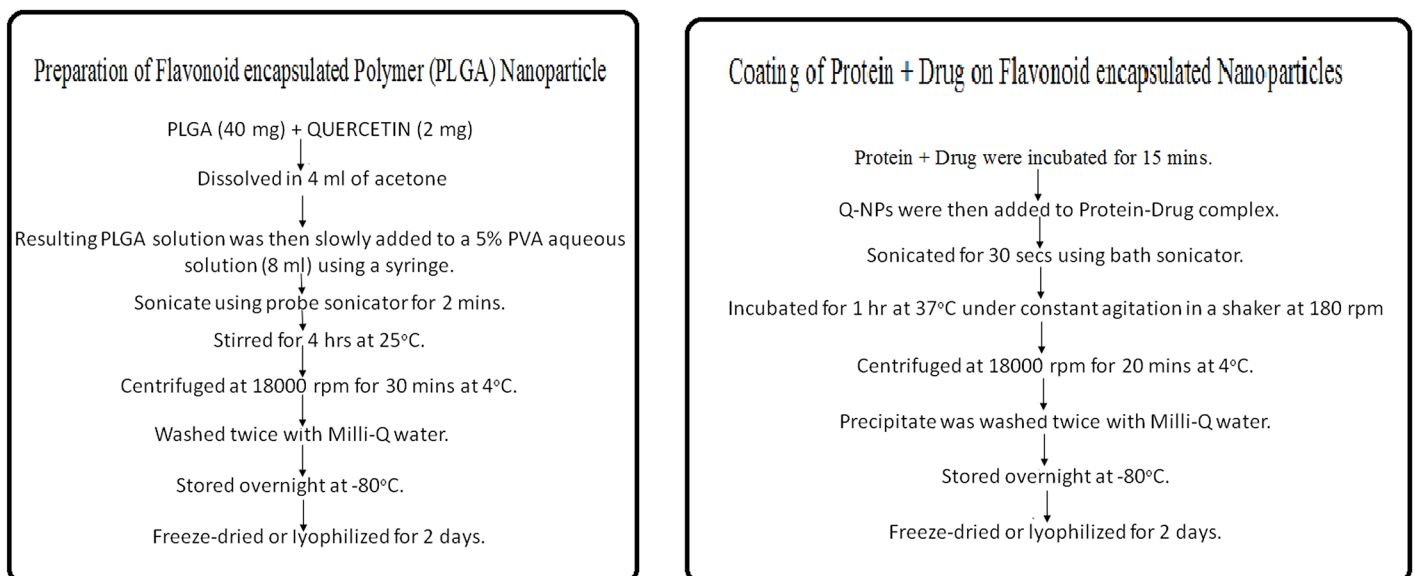 Preparation of Flavonoid encapsulated Polymer (PLGA) Nanoparticle
PLGA (40 mg) + QUERCETIN (2 mg)
Dissolved in 4 ml of acetone
Resulting PLGA solution was then slowly added to a 5% PVA aqueous
solution (8 ml) using a syringe.
Sonicate using probe sonicator for 2 mins.
Stirred for 4 hrs at 25°C.
Centrifuged at 18000 rpm for 30 mins at 4°C.
Washed twice with Milli-Q water.
Stored overnight at -80°C.
Freeze-dried or lyophilized for 2 days.
Coating of Protein + Drug on Flavonoid encapsulated Nanoparticles
Protein + Drug were incubated for 15 mins.
Q-NPs were then added to Protein-Drug complex.
Sonicated for 30 secs using bath sonicator.
Incubated for 1 hr at 37°C under constant agitation in a shaker at 180 rpm
Centrifuged at 18000 rpm for 20 mins at 4°C.
Precipitate was washed twice with Milli-Q water.
Stored overnight at -80°C.
Freeze-dried or lyophilized for 2 days.